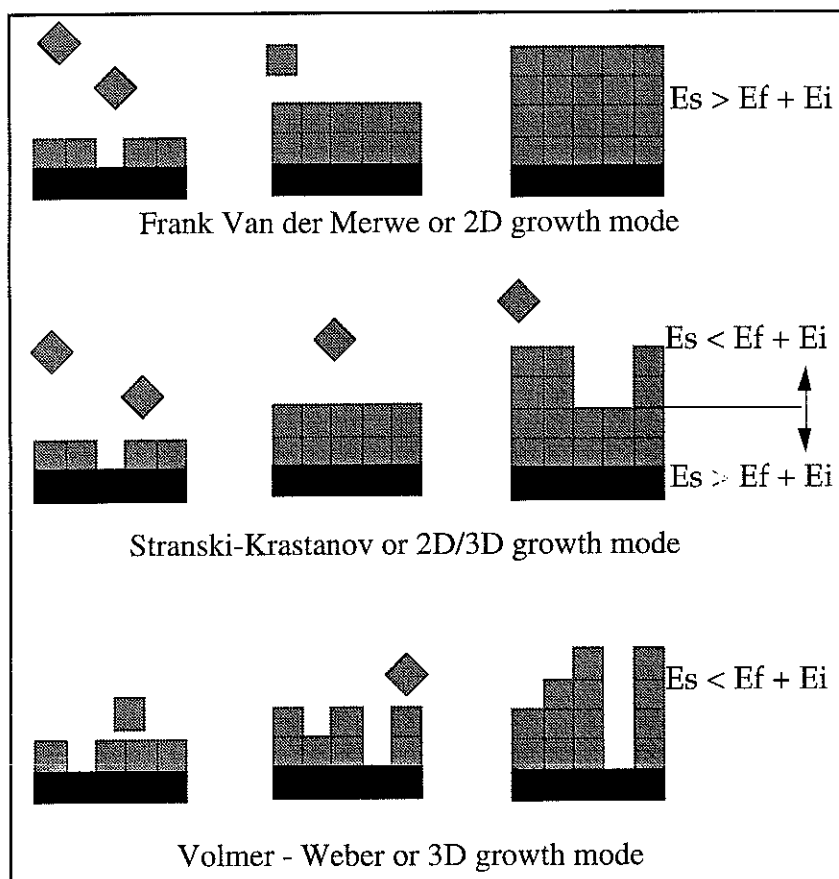 Es > Ef + Ei
Frank Van der Merwe or 2D growth mode
Es < Ef + Ei
Es > Ef + Ei
Stranski-Krastanov or 2D/3D growth mode
Es < Ef + Ei
Volmer - Weber or 3D growth mode